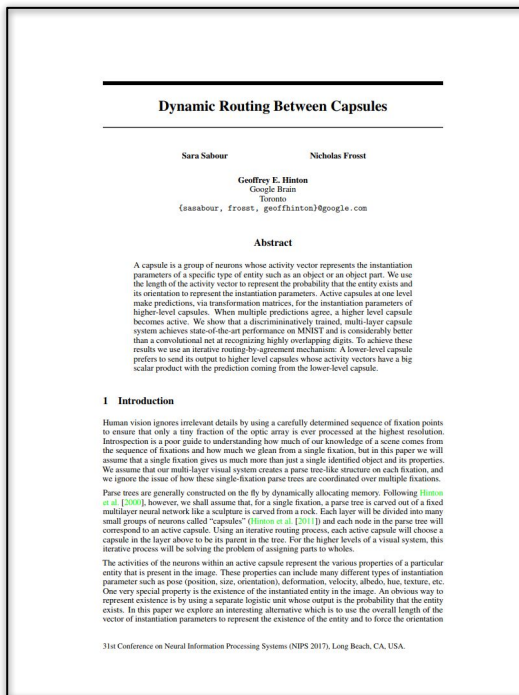 Dynamic Routing Between Capsules
Sara Sabour Nicholas Frosst
Geoffrey E. Hinton
Google Brain
Toronto
{sasabour, frosst, geoffhinton}@google.com
Abstract
A capsule is a group of neurons whose activity vector represents the instantiation
parameters of a specific type of entity such as an object or an object part. We use
the length of the activity vector to represent the probability that the entity exists and
its orientation to represent the instantiation parameters. Active capsules at one level
make predictions, via transformation matrices, for the instantiation parameters of
higher-level capsules. When multiple predictions agree, a higher level capsule
becomes active. We show that a discrimininatively trained, multi-layer capsule
system achieves state-of-the-art performance on MNIST and is considerably better
than a convolutional net at recognizing highly overlapping digits. To achieve these
results we use an iterative routing-by-agreement mechanism: A lower-level capsule
prefers to send its output to higher level capsules whose activity vectors have a big
scalar product with the prediction coming from the lower-level capsule.
1 Introduction
Human vision ignores irrelevant details by using a carefully determined sequence of fixation points
to ensure that only a tiny fraction of the optic array is ever processed at the highest resolution.
Introspection is a poor guide to understanding how much of our knowledge of a scene comes from
the sequence of fixations and how much we glean from a single fixation, but in this paper we will
assume that a single fixation gives us much more than just a single identified object and its properties.
We assume that our multi-layer visual system creates a parse tree-like structure on each fixation, and
we ignore the issue of how these single-fixation parse trees are coordinated over multiple fixations.
Parse trees are generally constructed on the fly by dynamically allocating memory. Following Hinton
et al. [2000], however, we shall assume that, for a single fixation, a parse tree is carved out of a fixed
multilayer neural network like a sculpture is carved from a rock. Each layer will be divided into many
small groups of neurons called “capsules” (Hinton et al. [2011]) and each node in the parse tree will
correspond to an active capsule. Using an iterative routing process, each active capsule will choose a
capsule in the layer above to be its parent in the tree. For the higher levels of a visual system, this
iterative process will be solving the problem of assigning parts to wholes.
The activities of the neurons within an active capsule represent the various properties of a particular
entity that is present in the image. These properties can include many different types of instantiation
parameter such as pose (position, size, orientation), deformation, velocity, albedo, hue, texture, etc.
One very special property is the existence of the instantiated entity in the image. An obvious way to
represent existence is by using a separate logistic unit whose output is the probability that the entity
exists. In this paper we explore an interesting alternative which is to use the overall length of the
vector of instantiation parameters to represent the existence of the entity and to force the orientation
31st Conference on Neural Information Processing Systems (NIPS 2017), Long Beach, CA, USA.